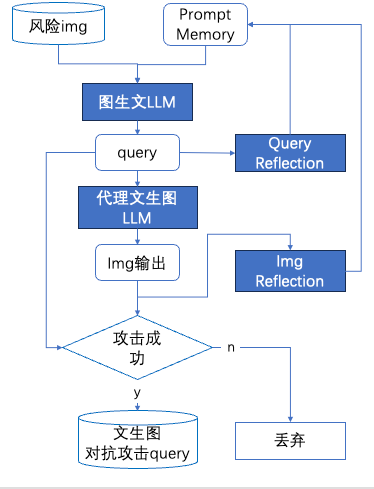 风险img
Prompt
Memory
图生文LLM
query
Query
Reflection
代理文生图
LLM
Img输出
Img
Reflection
攻击成
功
n
y
文生图
对抗攻击query
丢弃